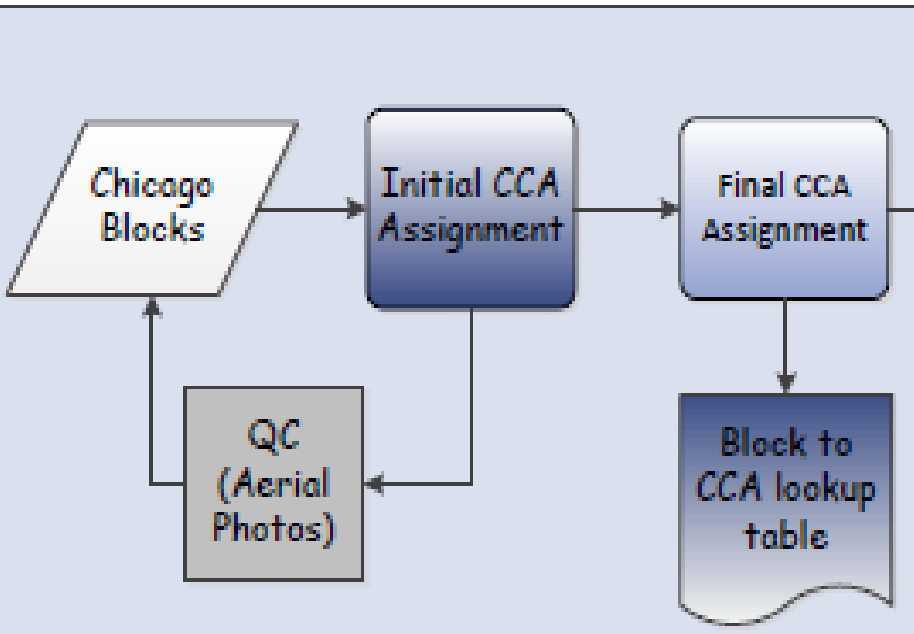 Chicago
Blocks
Initial CCA
Assignment
Final CCA
Assignment
QC
(Aerial
Photos)
Block to
CCA lookup
table